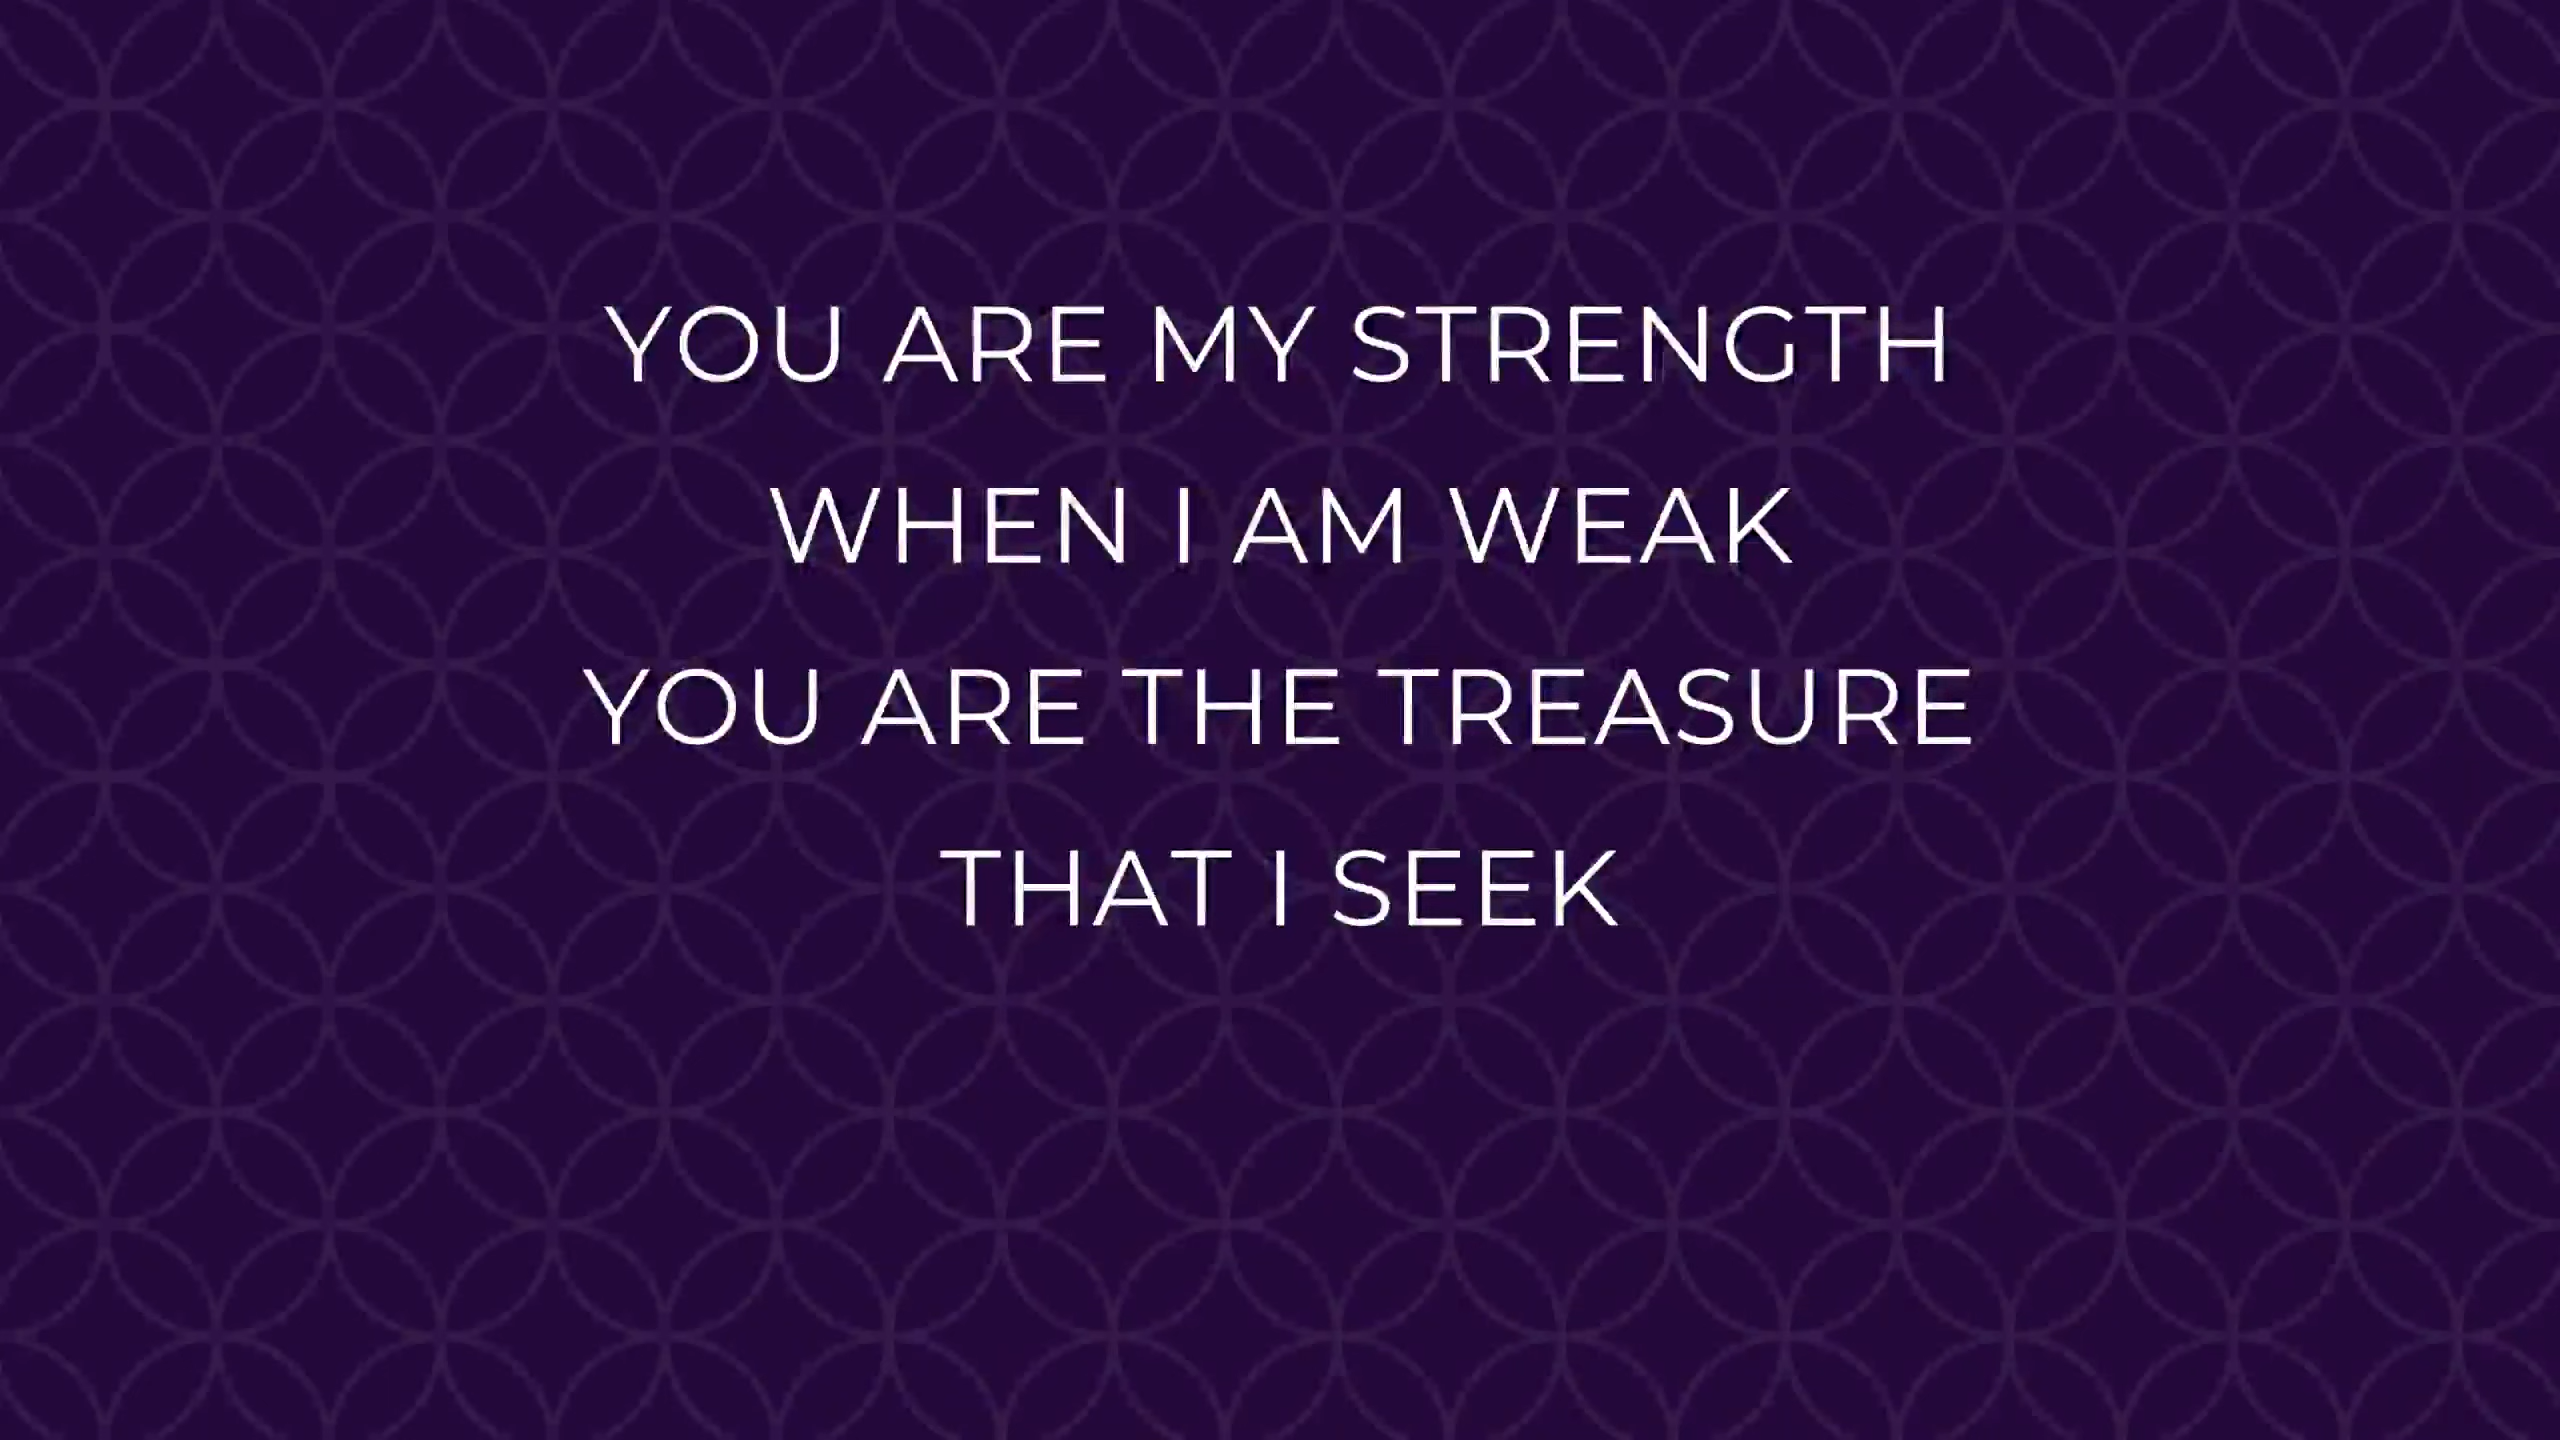 YOU ARE MY STRENGTH
WHEN I AM WEAK
YOU ARE THE TREASURE
THAT I SEEK